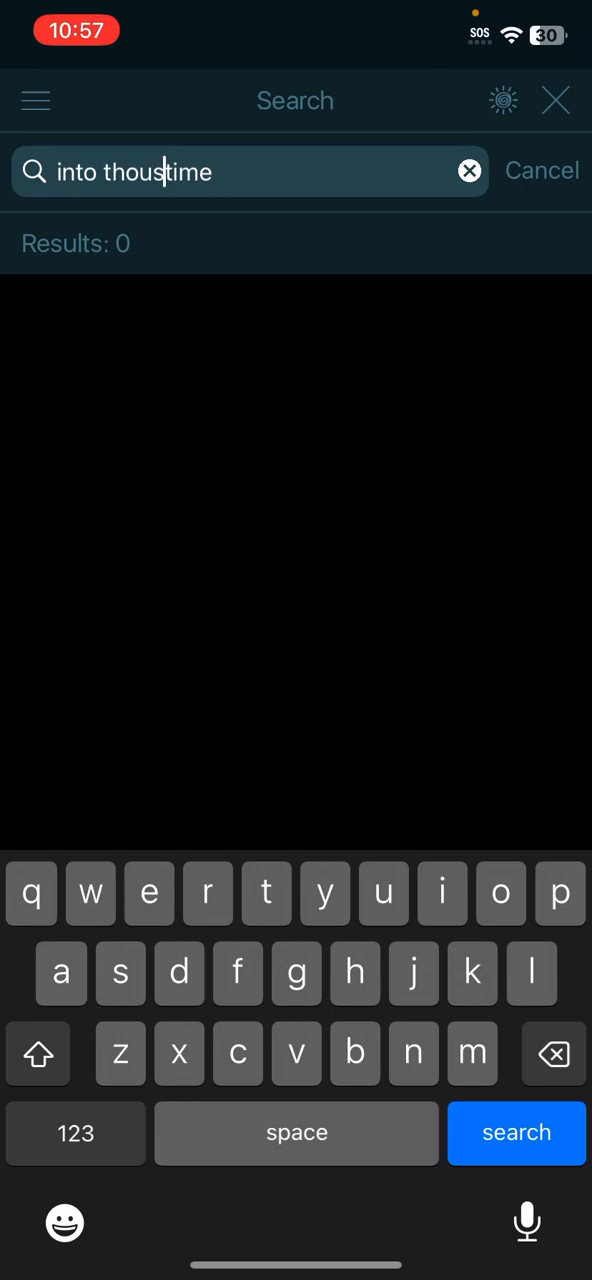 10:57
SOS
30
Search
into thoustime
Cancel
Results: 0
q w e r t y u i o p
a s d f g h j k l
z x c v b n m
123 space search